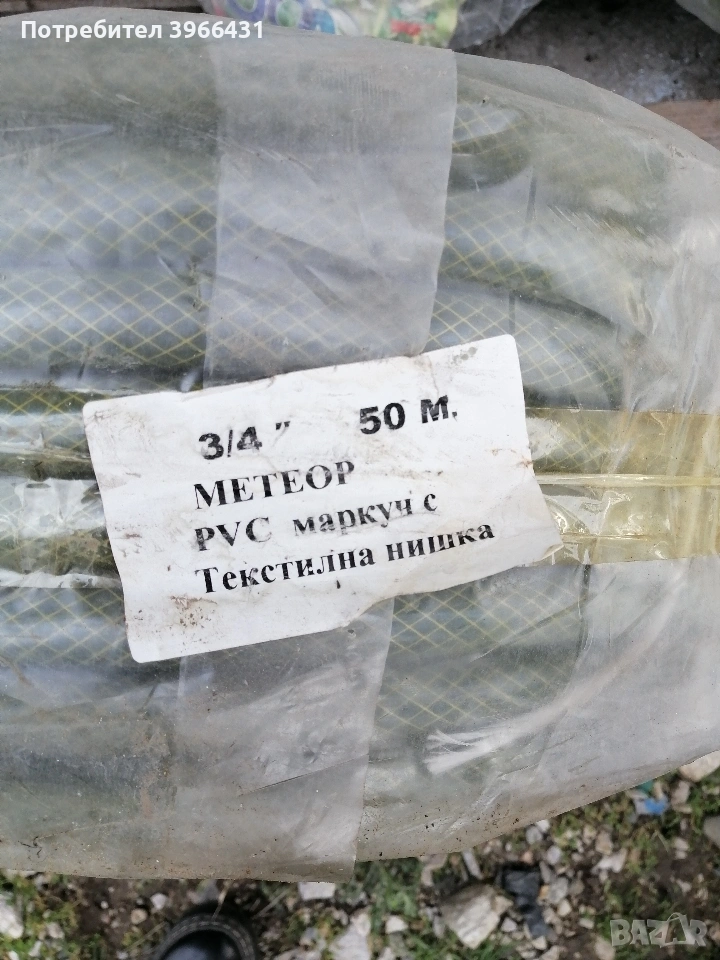 Потребител 3966431
3/4 " 50 М.
МЕТЕОР
PVC маркуч с
Текстилна нишка
BAZAR